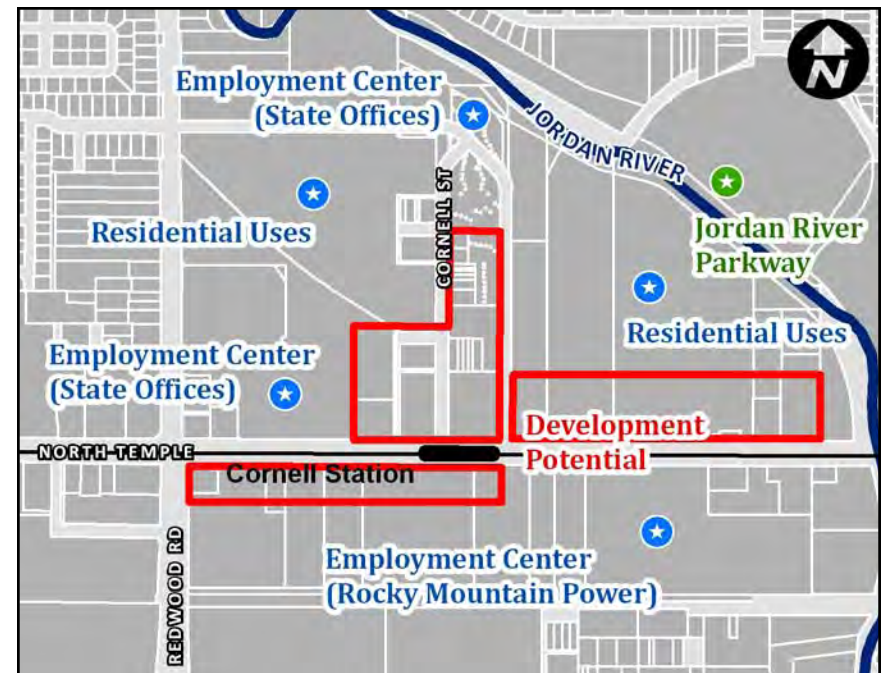 N
Employment Center
(State Offices)
JORDAN RIVER
CORNELL ST
Residential Uses
Jordan River
Parkway
Residential Uses
Employment Center
(State Offices)
Development
Potential
NORTH TEMPLE
Cornell Station
REDWOOD RD
Employment Center
(Rocky Mountain Power)